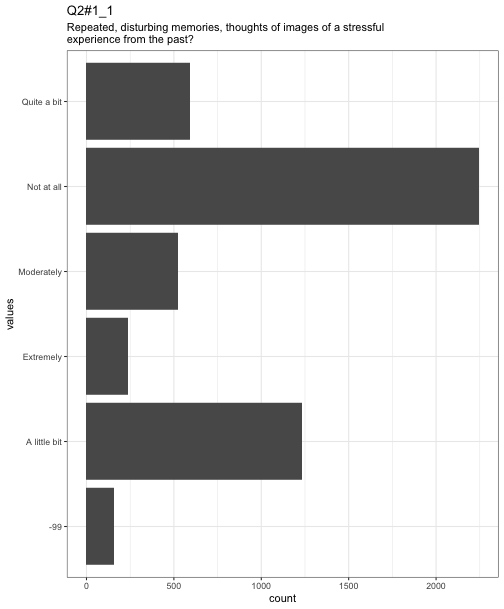 Q2#1_1
Repeated, disturbing memories, thoughts of images of a stressful
experience from the past?
Quite a bit
Not at all
Moderately
Extremely
A little bit
-99
values
0 500 1000 1500 2000
count